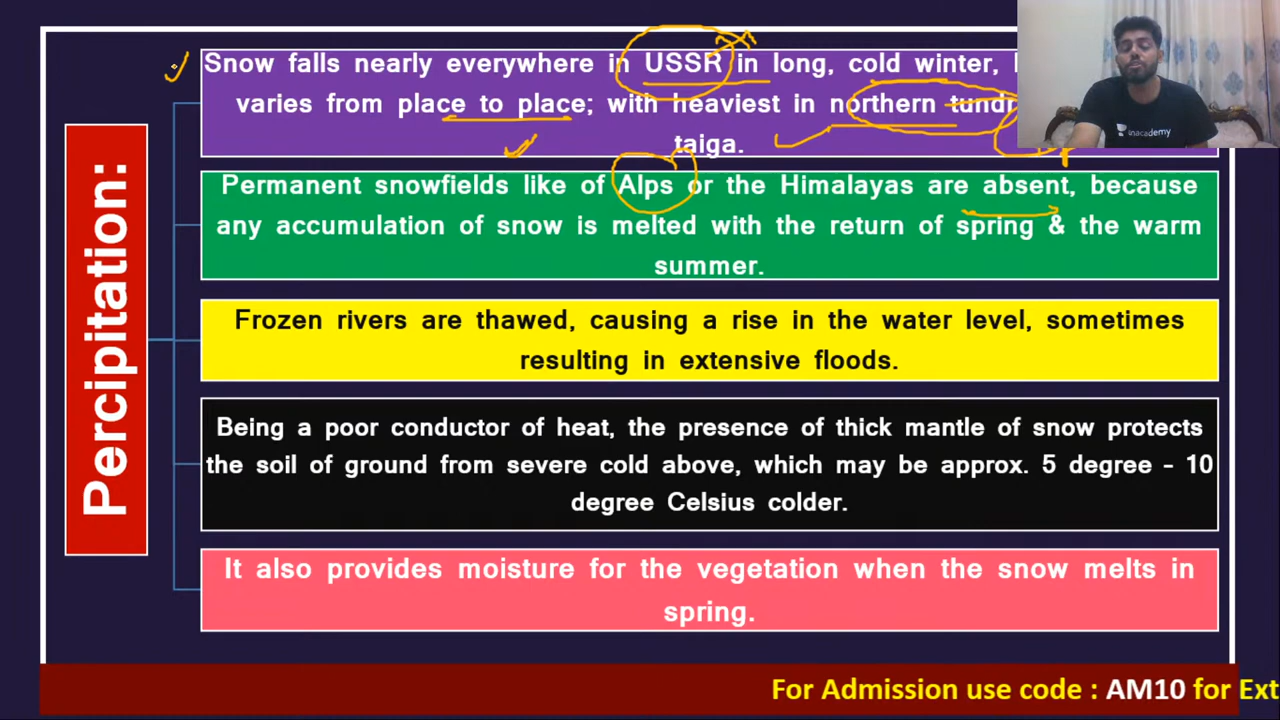 Snow falls nearly everywhere in USSR in long, cold winter,
varies from place to place; with heaviest in northern
taiga.
unacademy
Percipitation:
Permanent snowfields like of Alps or the Himalayas are absent, because
any accumulation of snow is melted with the return of spring & the warm
summer.
Frozen rivers are thawed, causing a rise in the water level, sometimes
resulting in extensive floods.
Being a poor conductor of heat, the presence of thick mantle of snow protects
the soil of ground from severe cold above, which may be approx. 5 degree - 10
degree Celsius colder.
It also provides moisture for the vegetation when the snow melts in
spring.
For Admission use code : AM10 for Ext